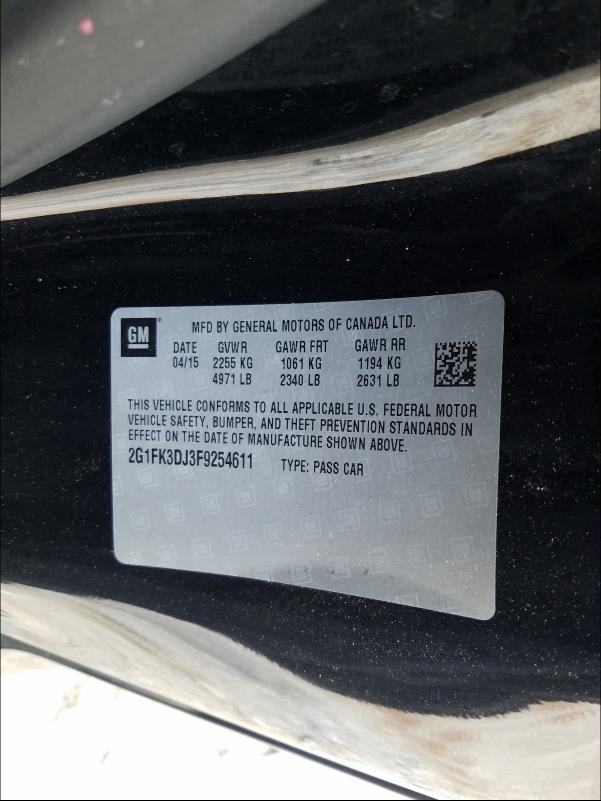 GM
MFD BY GENERAL MOTORS OF CANADA LTD.
DATE GVWR GAWR FRT GAWR RR
04/15 2255 KG 1061 KG 1194 KG
4971 LB 2340 LB 2631 LB
THIS VEHICLE CONFORMS TO ALL APPLICABLE U.S. FEDERAL MOTOR
VEHICLE SAFETY, BUMPER, AND THEFT PREVENTION STANDARDS IN
EFFECT ON THE DATE OF MANUFACTURE SHOWN ABOVE.
2G1FK3DJ3F9254611 TYPE: PASS CAR